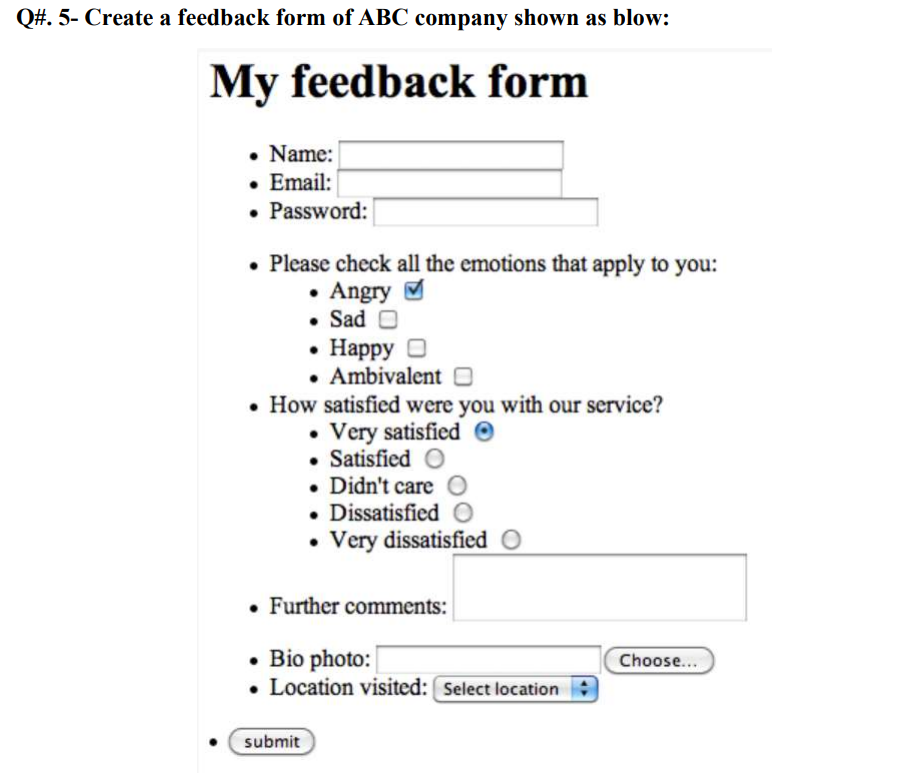 Q#. 5- Create a feedback form of ABC company shown as blow:
My feedback form
• Name:
• Email:
• Password:
• Please check all the emotions that apply to you:
• Angry
• Sad
• Happy
• Ambivalent
• How satisfied were you with our service?
• Very satisfied
• Satisfied
• Didn't care
• Dissatisfied
• Very dissatisfied
• Further comments:
• Bio photo: Choose...
• Location visited: Select location
• submit